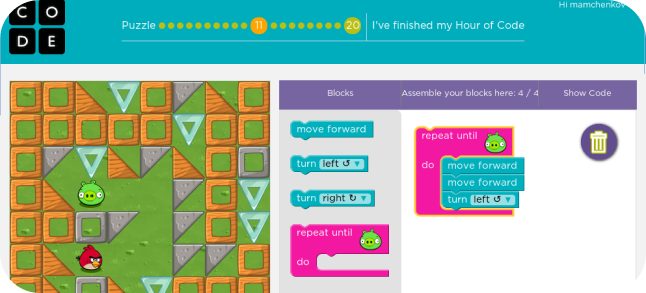 Hi mamchenkov
C O
D E
Puzzle 11 20 I've finished my Hour of Code
Blocks Assemble your blocks here: 4 / 4 Show Code
move forward
turn left ↺ ▼
turn right ↻ ▼
repeat until
do
repeat until
do move forward
move forward
turn left ↺ ▼